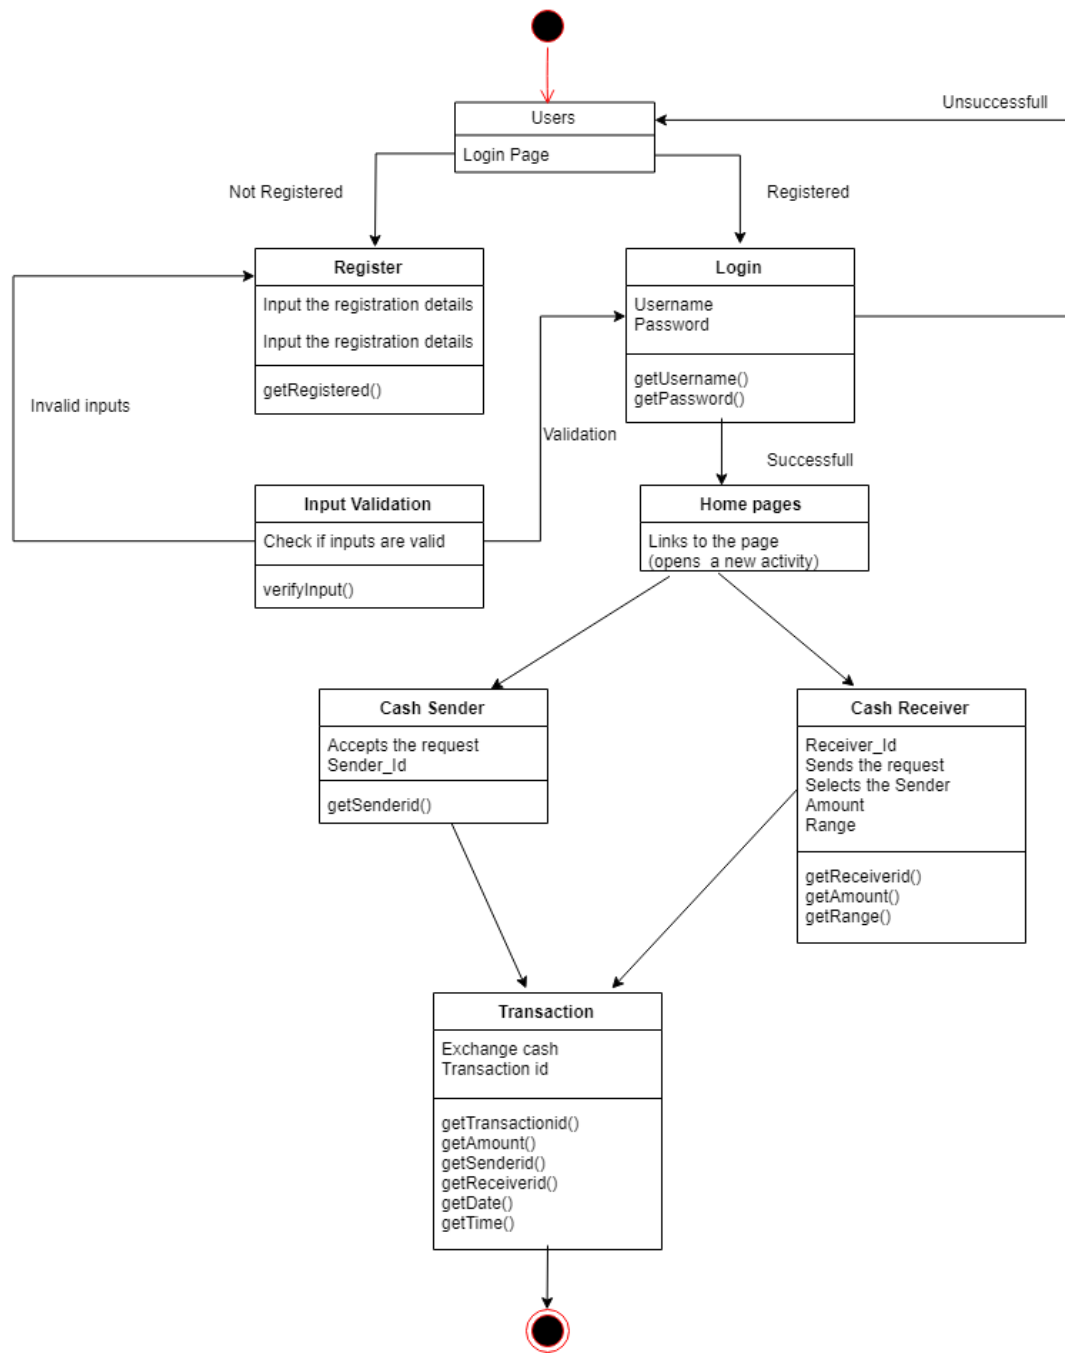 Unsuccessfull
Users
Login Page
Not Registered
Registered
Register
Input the registration details
Input the registration details
getRegistered()
Login
Username
Password
getUsername()
getPassword()
Invalid inputs
Validation
Successfull
Input Validation
Check if inputs are valid
verifyInput()
Home pages
Links to the page
(opens a new activity)
Cash Sender
Accepts the request
Sender_Id
getSenderid()
Cash Receiver
Receiver_Id
Sends the request
Selects the Sender
Amount
Range
getReceiverid()
getAmount()
getRange()
Transaction
Exchange cash
Transaction id
getTransactionid()
getAmount()
getSenderid()
getReceiverid()
getDate()
getTime()